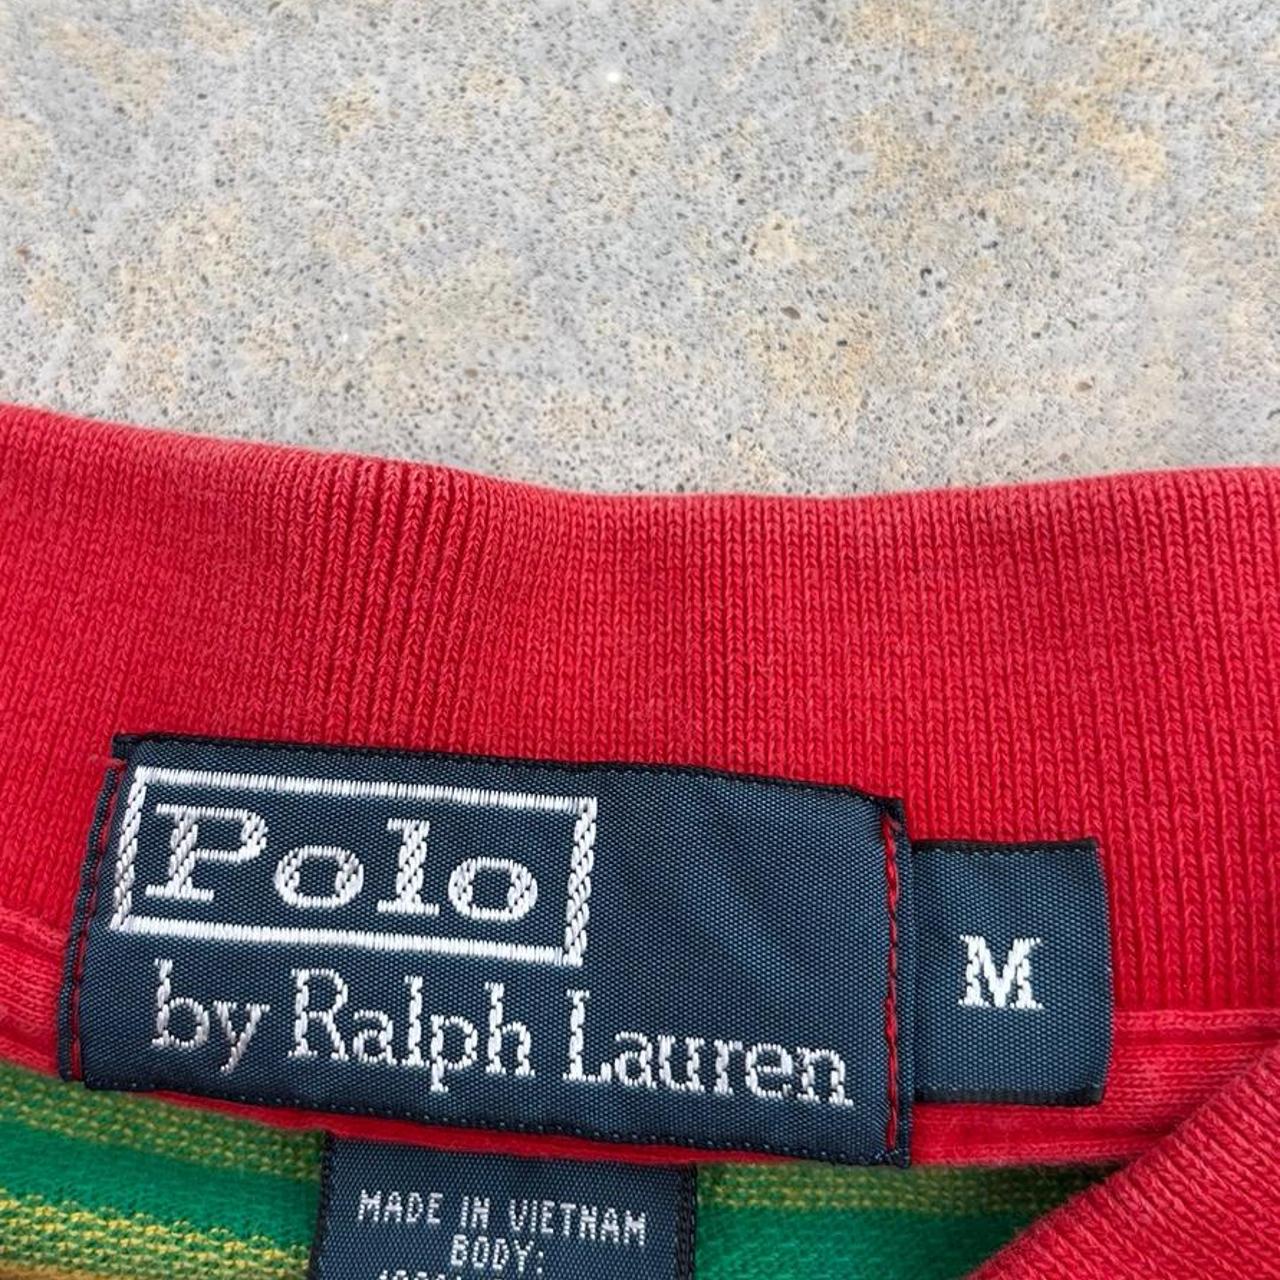 Polo
by Ralph Lauren
M
MADE IN VIETNAM
BODY: